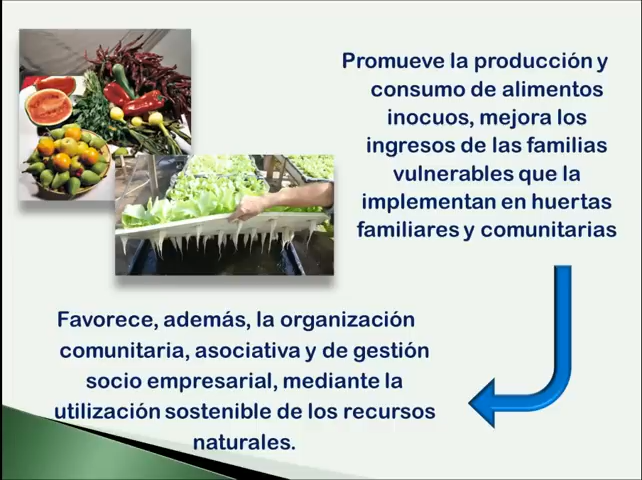 Promueve la producción y
consumo de alimentos
inocuos, mejora los
ingresos de las familias
vulnerables que la
implementan en huertas
familiares y comunitarias
Favorece, además, la organización
comunitaria, asociativa y de gestión
socio empresarial, mediante la
utilización sostenible de los recursos
naturales.